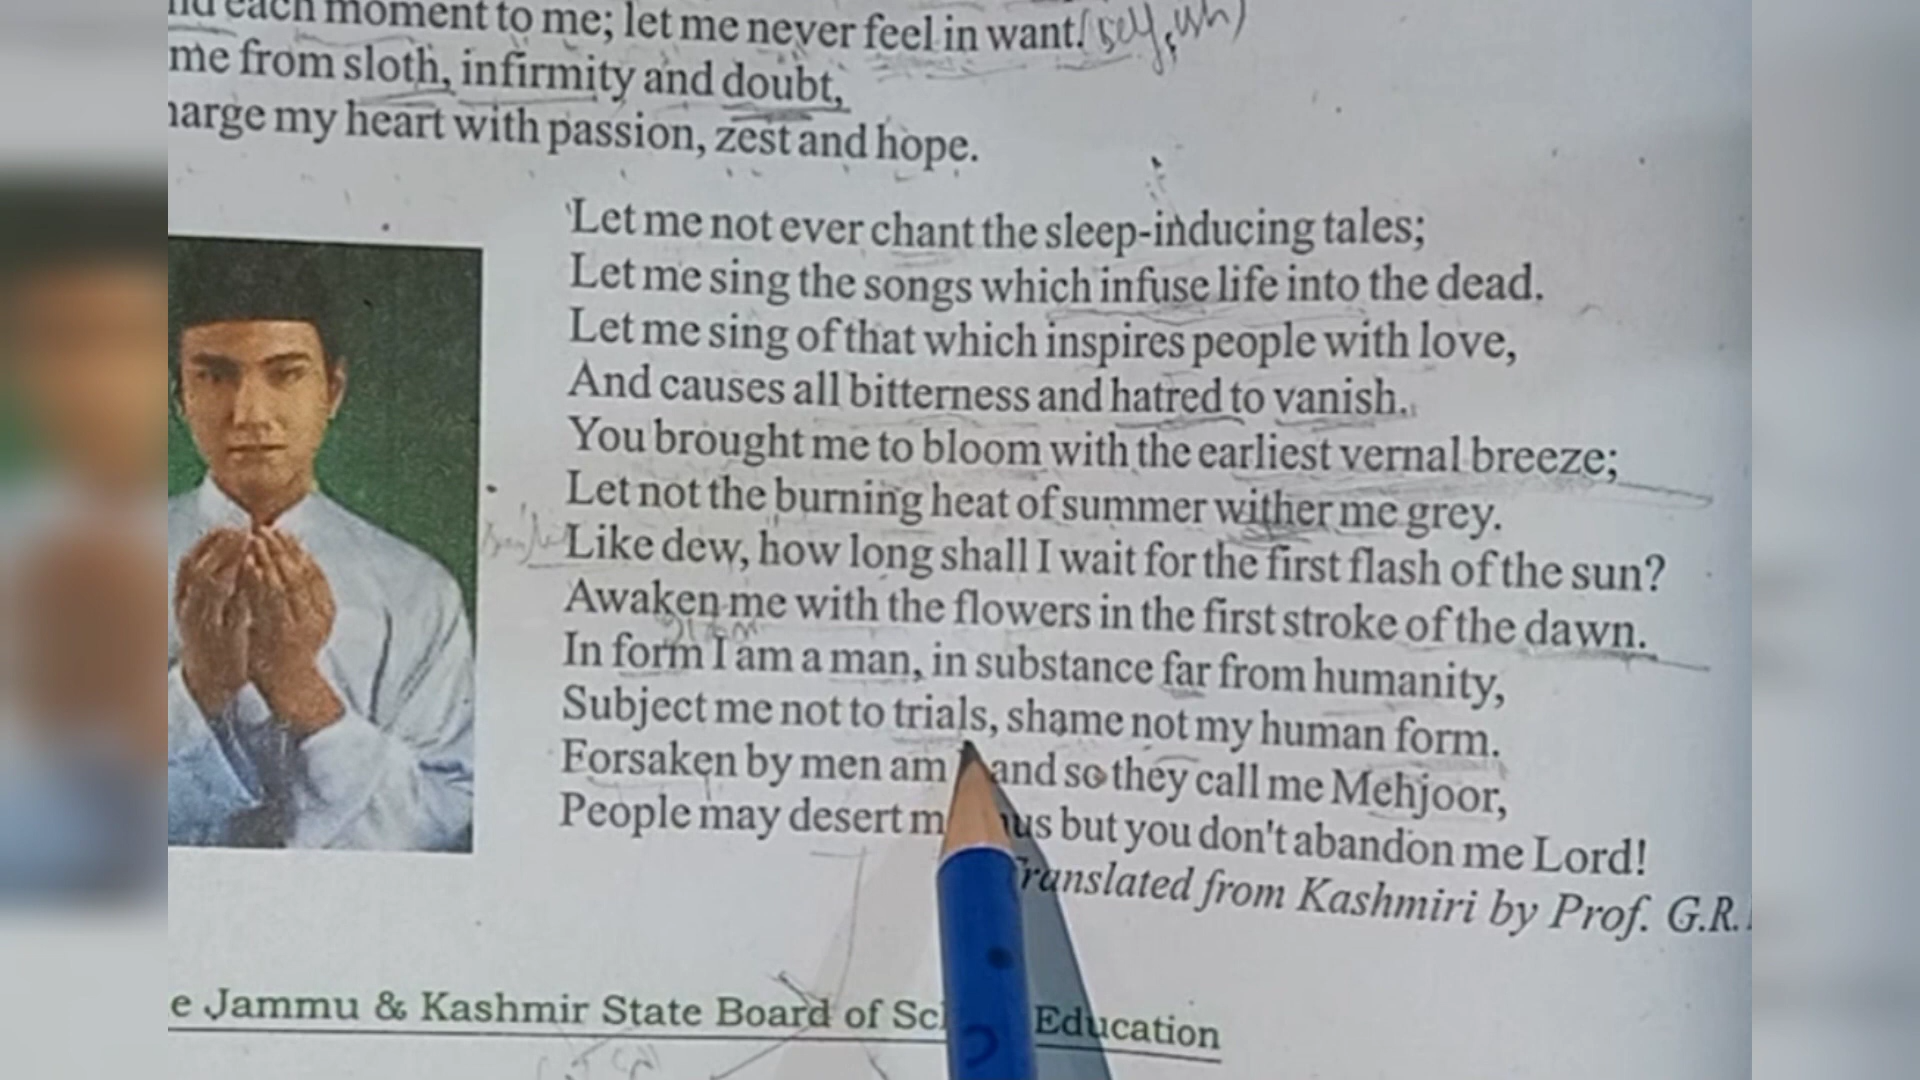 each moment to me; let me never feel in want.
me from sloth, infirmity and doubt,
my heart with passion, zest and hope.
'Let me not ever chant the sleep-inducing tales;
Let me sing the songs which infuse life into the dead.
Let me sing of that which inspires people with love,
And causes all bitterness and hatred to vanish.
You brought me to bloom with the earliest vernal breeze;
Let not the burning heat of summer wither me grey.
Like dew, how long shall I wait for the first flash of the sun?
Awaken me with the flowers in the first stroke of the dawn.
In form I am a man, in substance far from humanity,
Subject me not to trials, shame not my human form.
Forsaken by men am and so they call me Mehjoor,
People may desert but you don't abandon me Lord!
Translated from Kashmiri by Prof. G.R.
Jammu & Kashmir State Board of Education